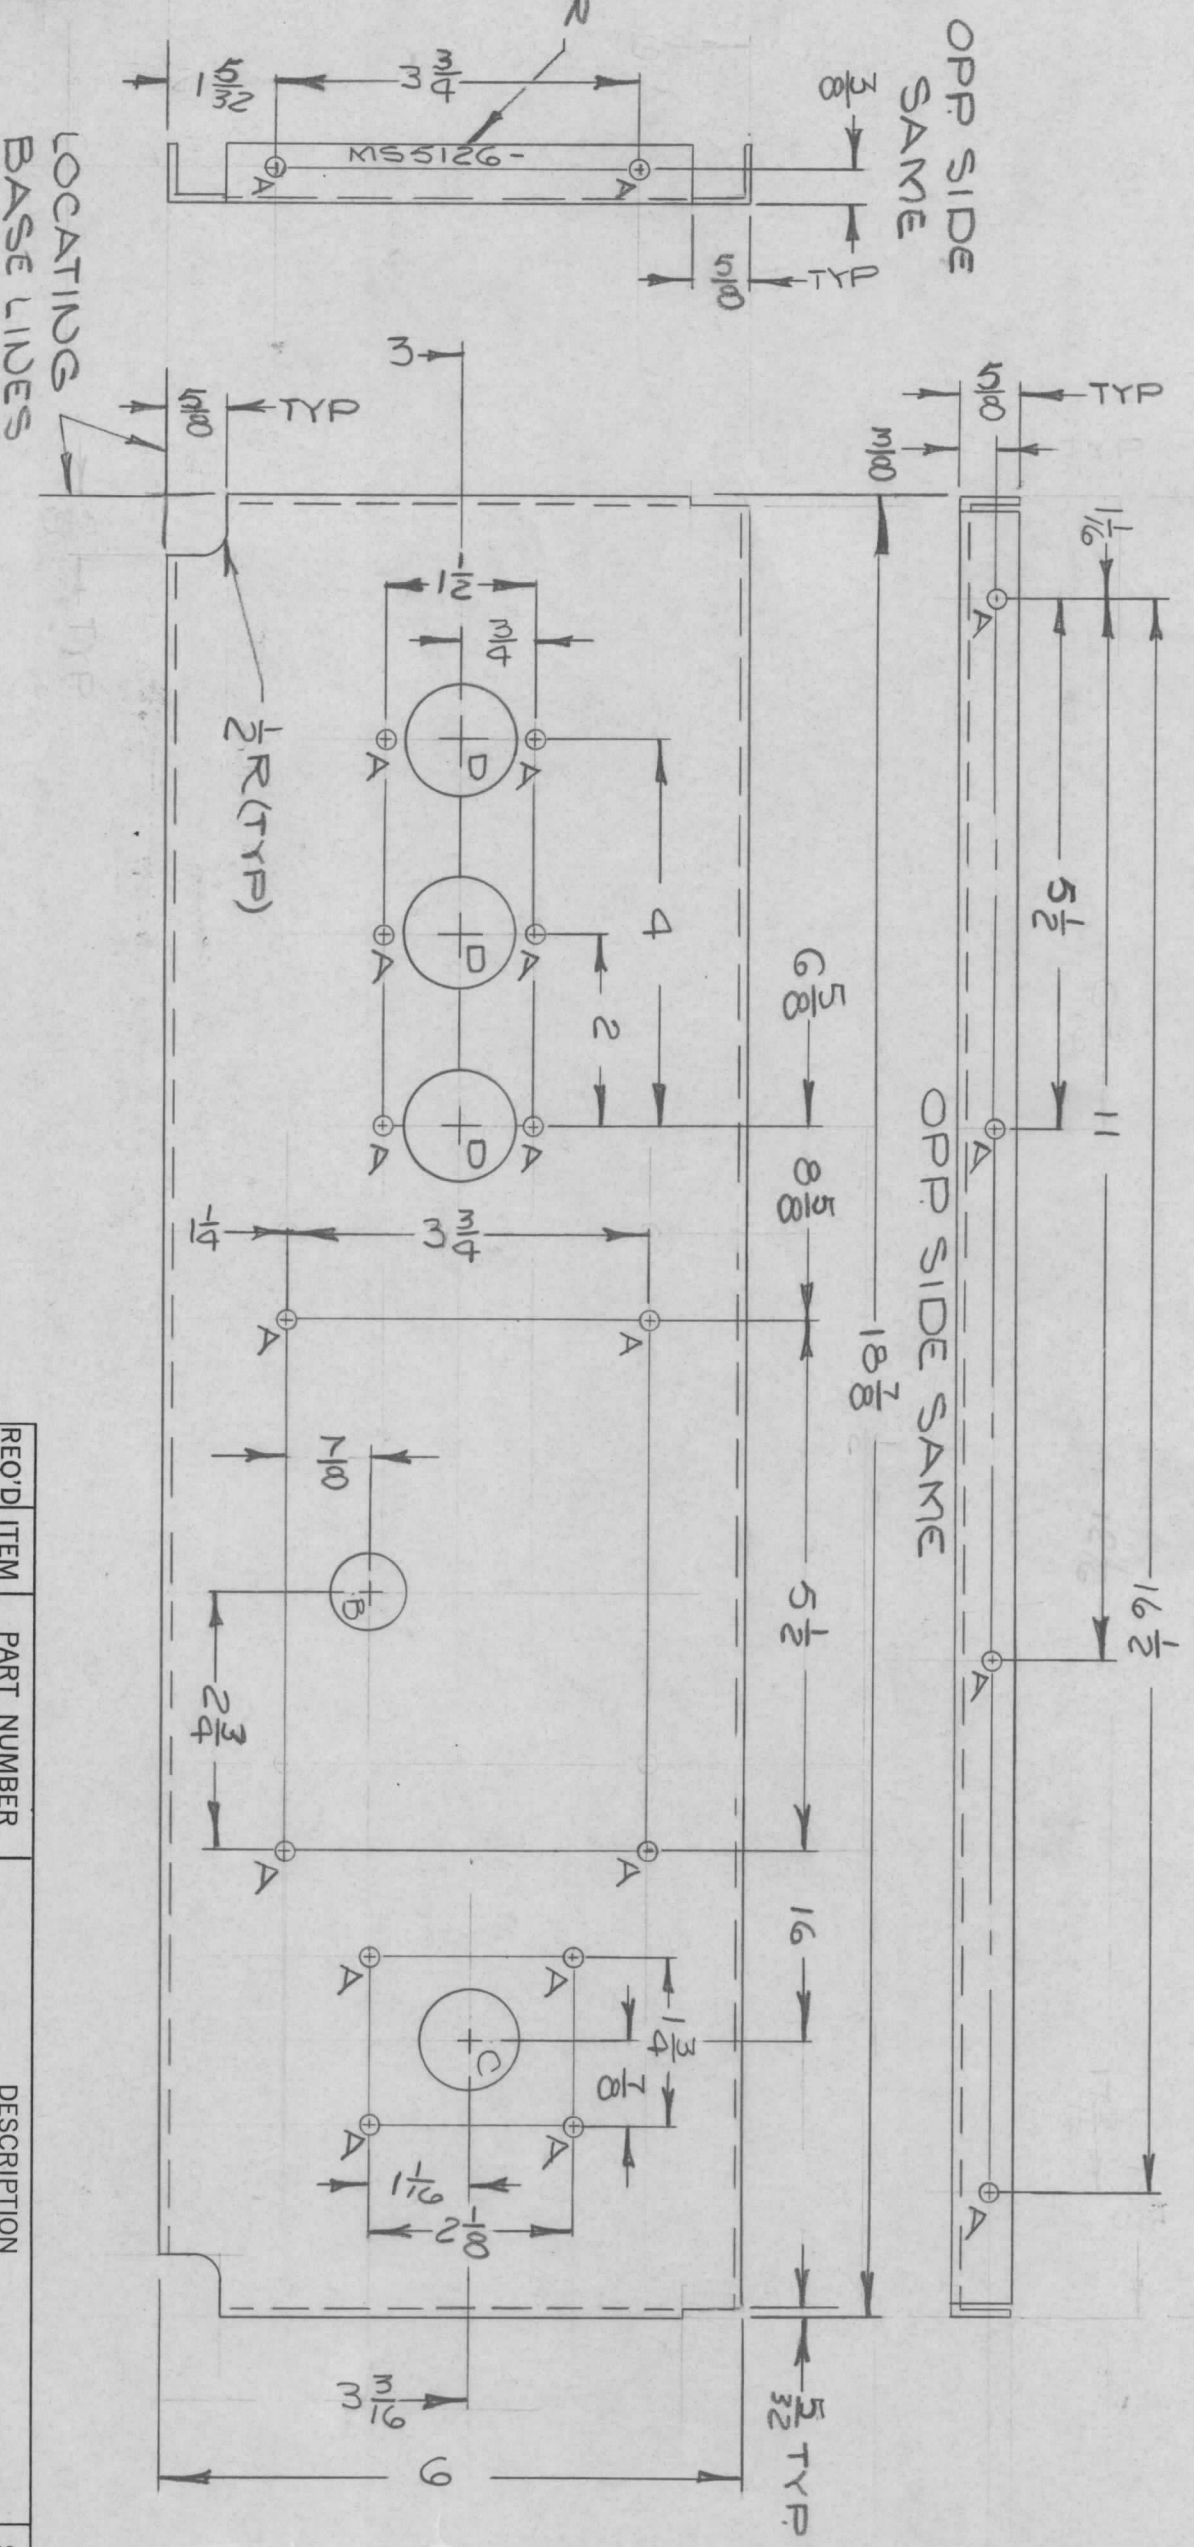 OPP SIDE
SAME
3/8
3 3/4
1 5/32
MS5126-
A
A
5/8
TYP
LOCATING
BASE LINES
5/8
TYP
3/8
1 1/16
16 1/2
11
5 1/2
A
A
A
A
OPP SIDE SAME
18 7/8
6 5/8
8 5/8
5 1/2
16
5/32 TYP
3
5/8
TYP
1/2 R (TYP)
1 1/2
3/4
4
2
A
A
A
D
D
D
A
A
A
3 3/4
1 1/4
A
A
7/8
B
2 3/4
A
A
1 3/4
7/8
A
A
C
A
A
1 1/16
2 1/8
3 3/16
6
REQ'D ITEM PART NUMBER DESCRIPTION